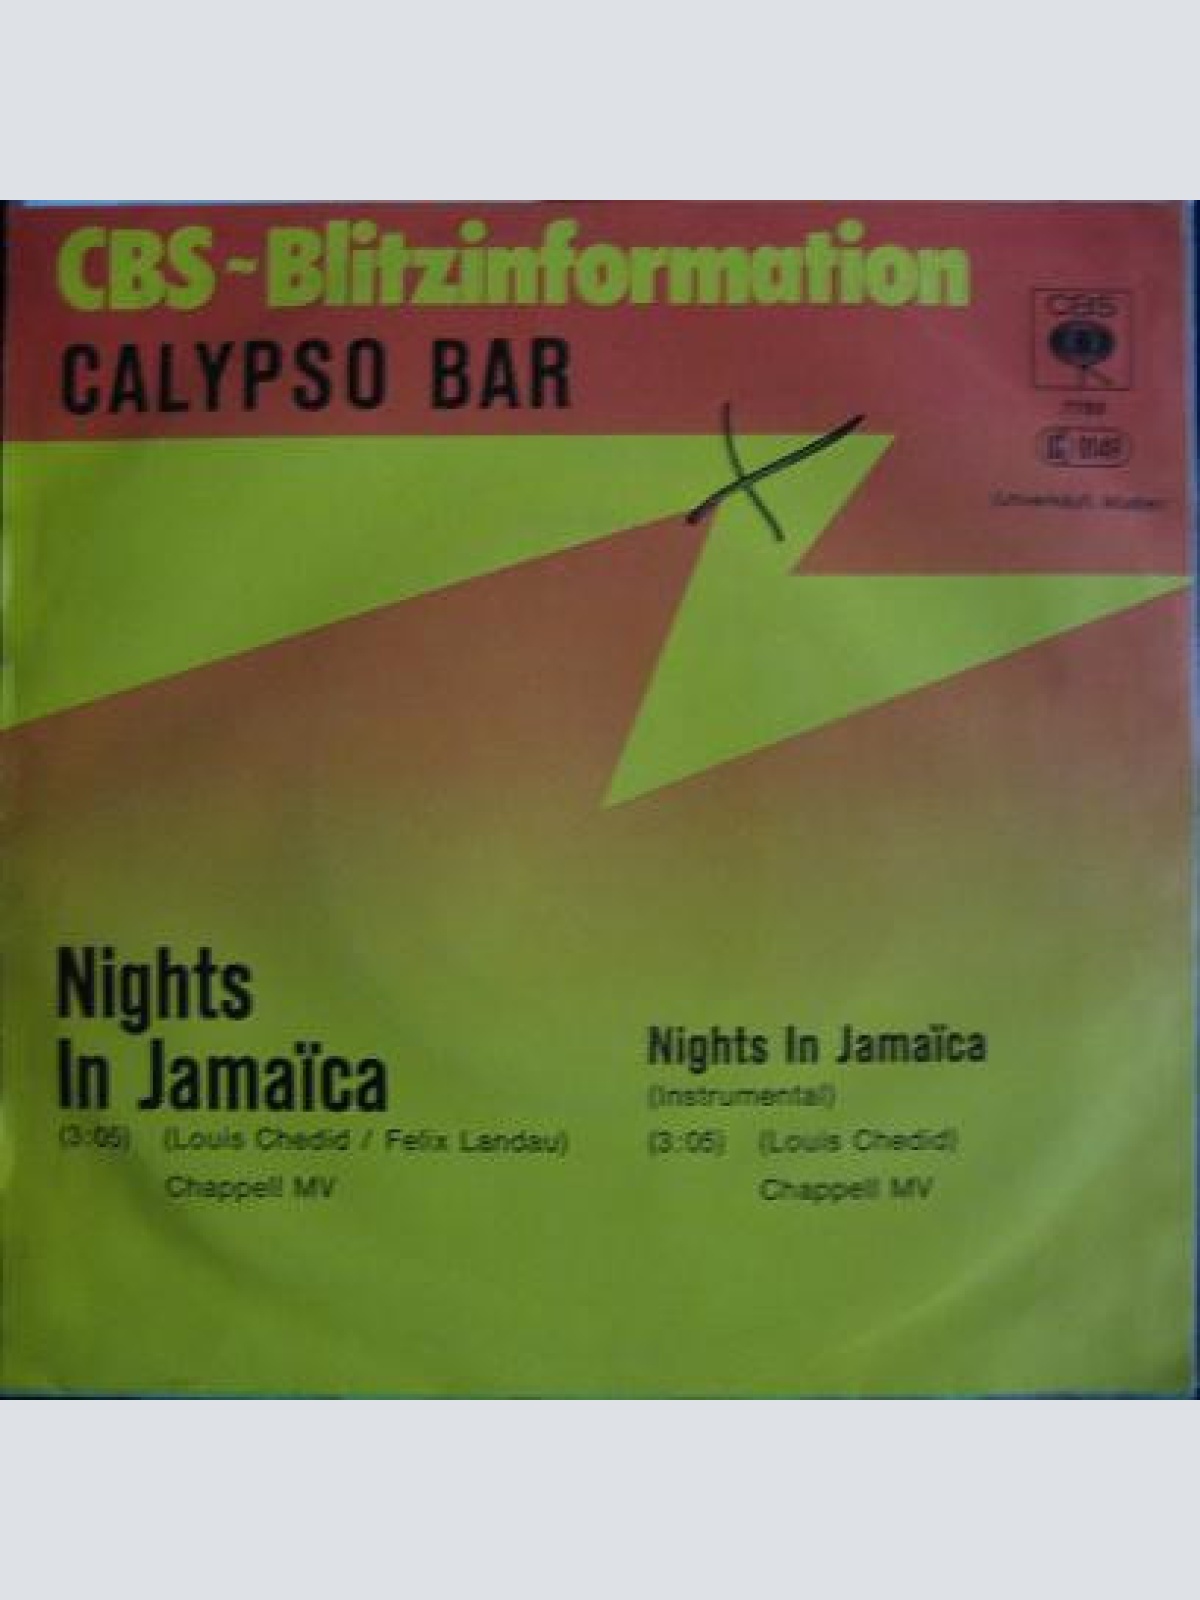 CBS-Blitzinformation
CALYPSO BAR
CBS
Nights
In Jamaïca
(3:05) (Louis Chedid / Felix Landau)
Chappell MV
Nights In Jamaïca
(Instrumental)
(3:05) (Louis Chedid)
Chappell MV